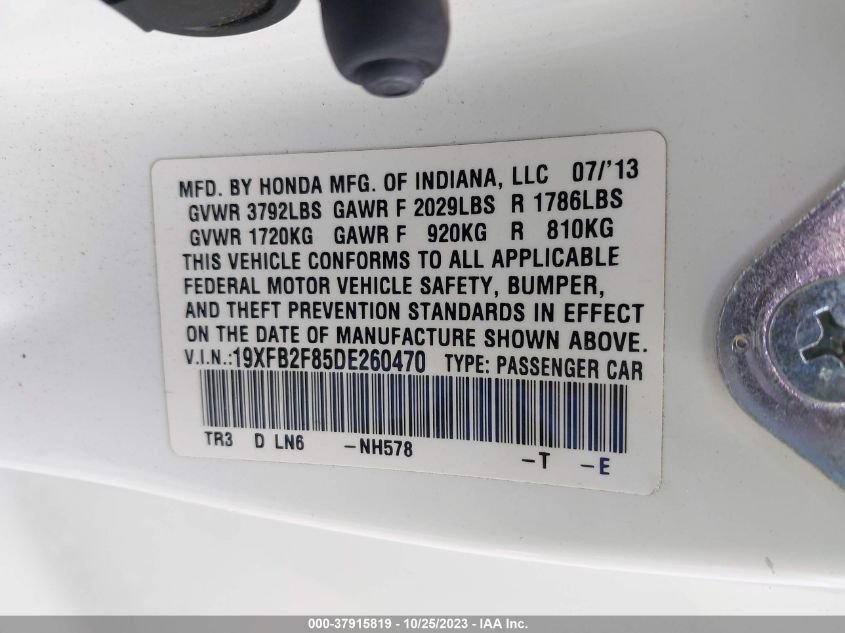 MFD. BY HONDA MFG. OF INDIANA, LLC 07/'13
GVWR 3792LBS GAWR F 2029LBS R 1786LBS
GVWR 1720KG GAWR F 920KG R 810KG
THIS VEHICLE CONFORMS TO ALL APPLICABLE
FEDERAL MOTOR VEHICLE SAFETY, BUMPER,
AND THEFT PREVENTION STANDARDS IN EFFECT
ON THE DATE OF MANUFACTURE SHOWN ABOVE.
V.I.N.:19XFB2F85DE260470 TYPE: PASSENGER CAR
TR3 D LN6 -NH578 -T -E
000-37915819 - 10/25/2023 - IAA Inc.